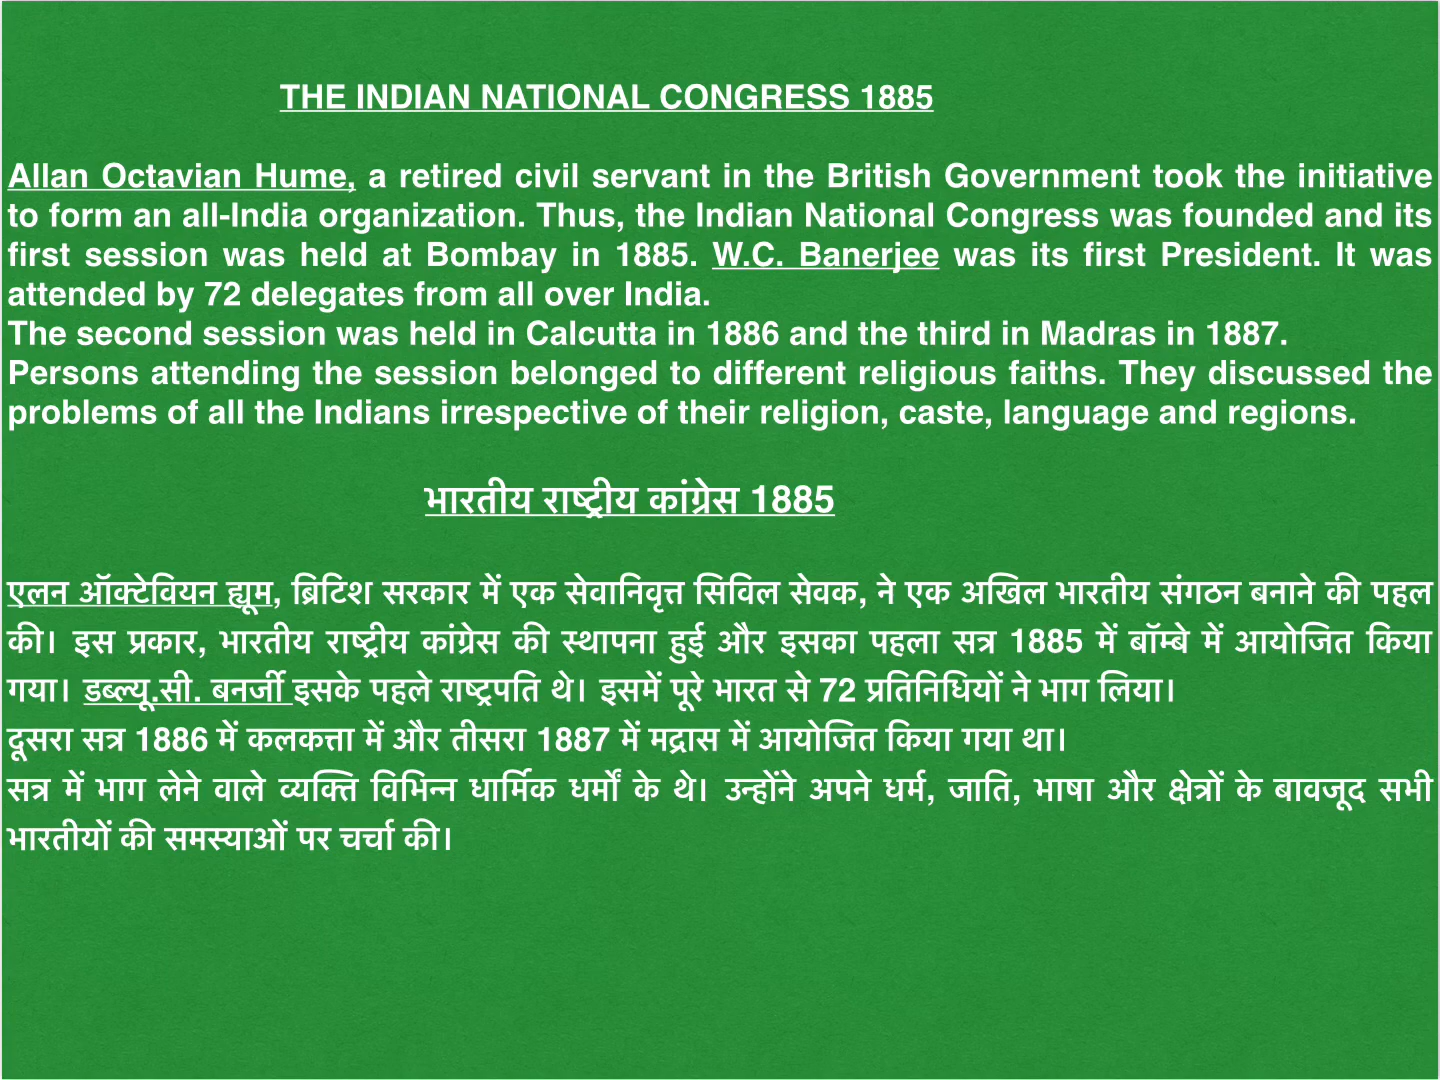 THE INDIAN NATIONAL CONGRESS 1885
Allan Octavian Hume, a retired civil servant in the British Government took the initiative
to form an all-India organization. Thus, the Indian National Congress was founded and its
first session was held at Bombay in 1885. W.C. Banerjee was its first President. It was
attended by 72 delegates from all over India.
The second session was held in Calcutta in 1886 and the third in Madras in 1887.
Persons attending the session belonged to different religious faiths. They discussed the
problems of all the Indians irrespective of their religion, caste, language and regions.
भारतीय राष्ट्रीय कांग्रेस 1885
एलन ऑक्टेवियन ह्यूम, ब्रिटिश सरकार में एक सेवानिवृत्त सिविल सेवक, ने एक अखिल भारतीय संगठन बनाने की पहल
की। इस प्रकार, भारतीय राष्ट्रीय कांग्रेस की स्थापना हुई और इसका पहला सत्र 1885 में बॉम्बे में आयोजित किया
गया। डब्ल्यू.सी. बनर्जी इसके पहले राष्ट्रपति थे। इसमें पूरे भारत से 72 प्रतिनिधियों ने भाग लिया।
दूसरा सत्र 1886 में कलकत्ता में और तीसरा 1887 में मद्रास में आयोजित किया गया था।
सत्र में भाग लेने वाले व्यक्ति विभिन्न धार्मिक धर्मों के थे। उन्होंने अपने धर्म, जाति, भाषा और क्षेत्रों के बावजूद सभी
भारतीयों की समस्याओं पर चर्चा की।